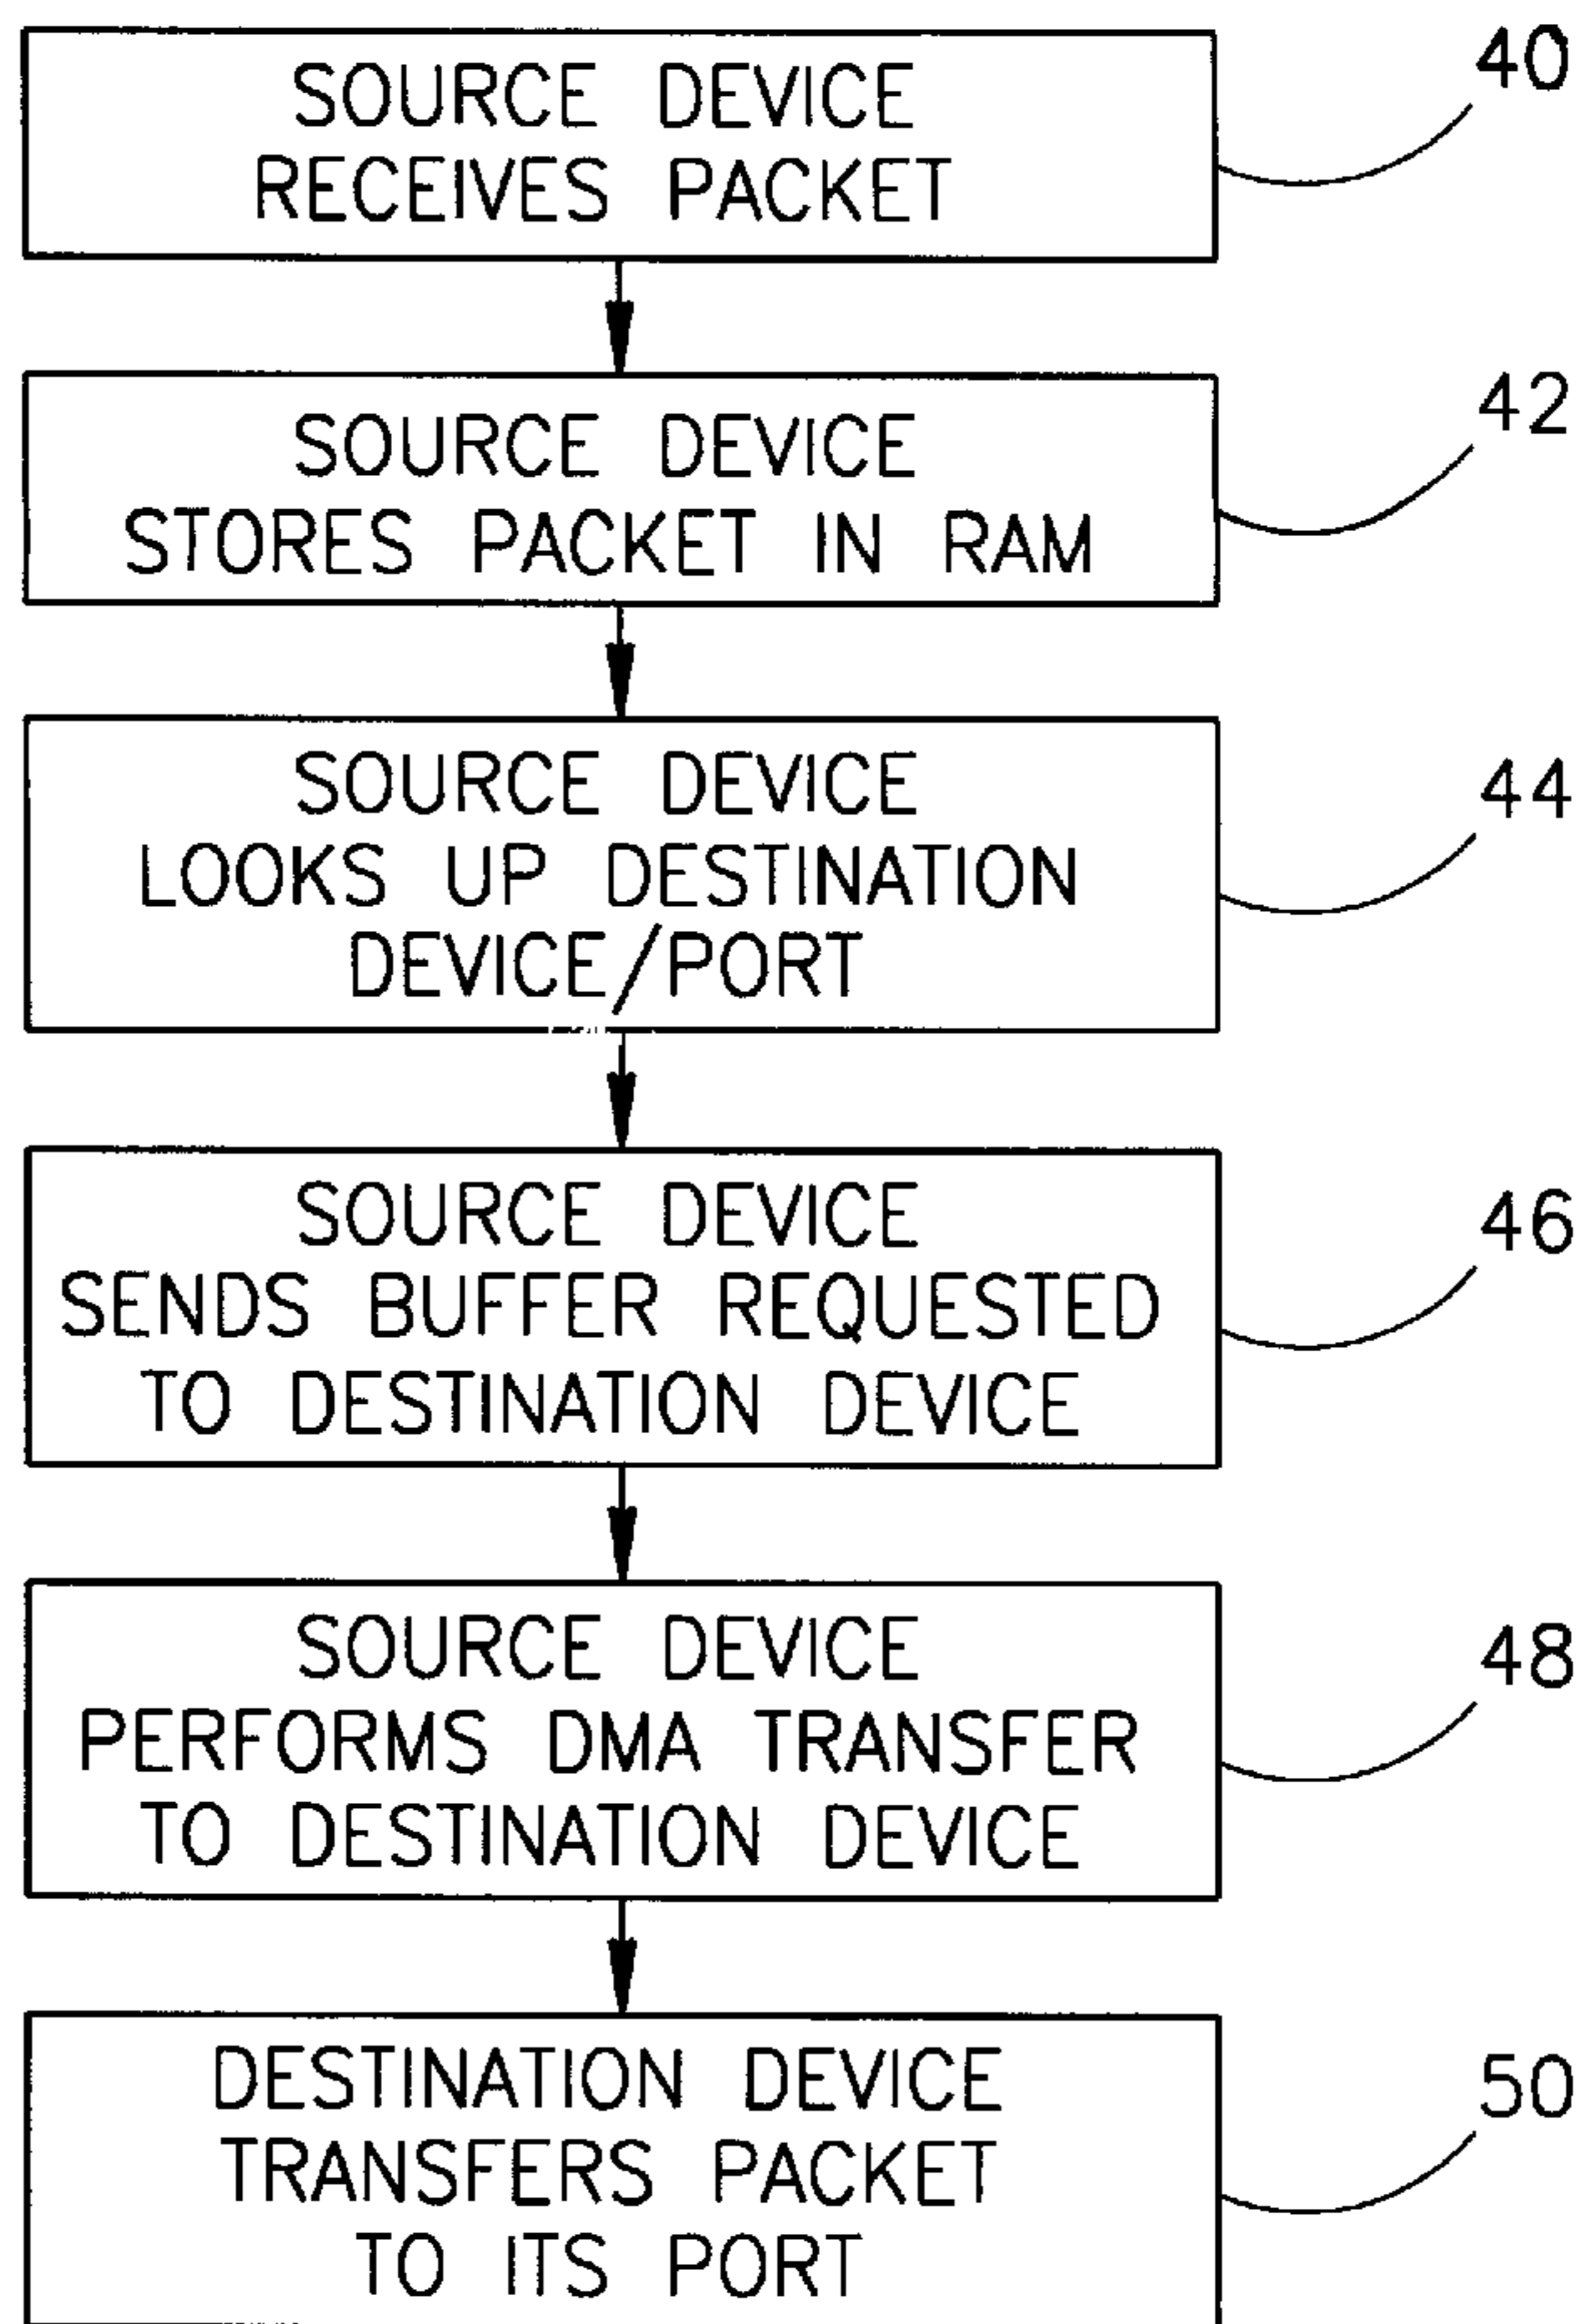 SOURCE DEVICE
RECEIVES PACKET
40
SOURCE DEVICE
STORES PACKET IN RAM
42
SOURCE DEVICE
LOOKS UP DESTINATION
DEVICE/PORT
44
SOURCE DEVICE
SENDS BUFFER REQUESTED
TO DESTINATION DEVICE
46
SOURCE DEVICE
PERFORMS DMA TRANSFER
TO DESTINATION DEVICE
48
DESTINATION DEVICE
TRANSFERS PACKET
TO ITS PORT
50